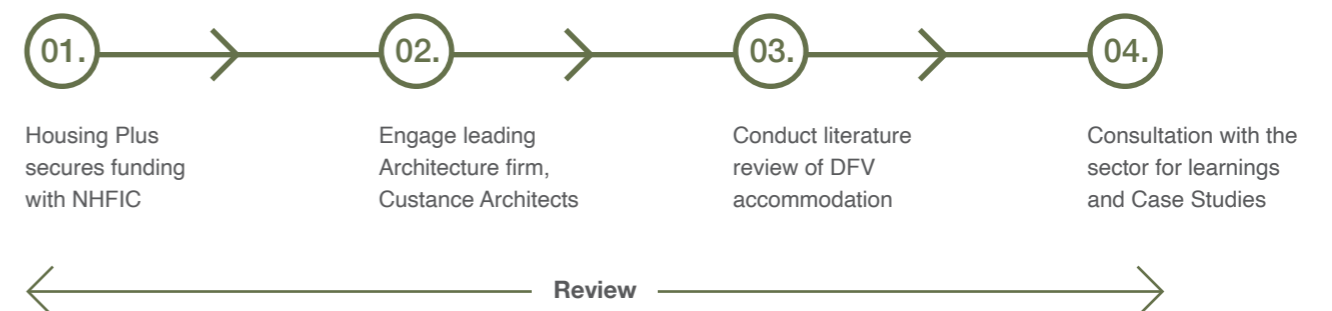 01.
02.
03.
04.
Housing Plus
secures funding
with NHFIC
Engage leading
Architecture firm,
Custance Architects
Conduct literature
review of DFV
accommodation
Consultation with the
sector for learnings
and Case Studies
Review